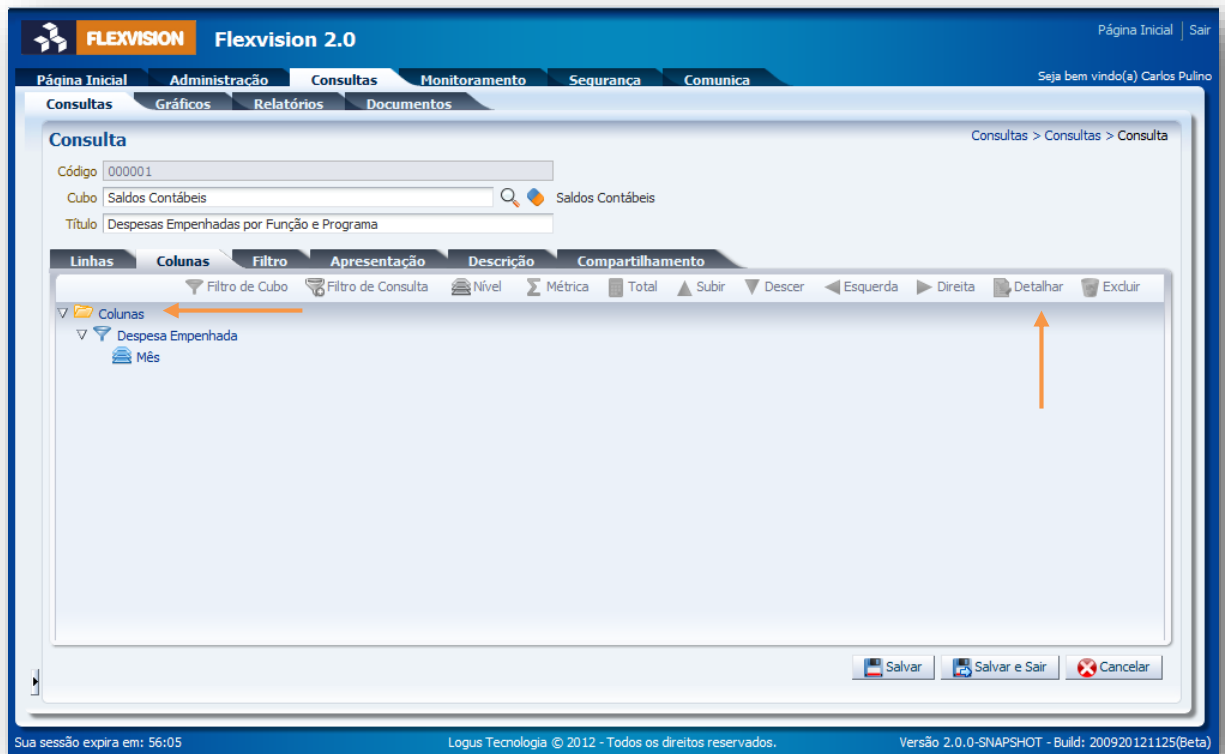 FLEXVISION Flexvision 2.0 Página Inicial Sair
Página Inicial Administração Consultas Monitoramento Segurança Comunica Seja bem vindo(a) Carlos Pulino
Consultas Gráficos Relatórios Documentos
Consulta Consultas > Consultas > Consulta
Código 000001
Cubo Saldos Contábeis Saldos Contábeis
Título Despesas Empenhadas por Função e Programa
Linhas Colunas Filtro Apresentação Descrição Compartilhamento
Filtro de Cubo Filtro de Consulta Nível Métrica Total Subir Descer Esquerda Direita Detalhar Excluir
Colunas
Despesa Empenhada
Mês
Salvar Salvar e Sair Cancelar
Sua sessão expira em: 56:05 Logus Tecnologia © 2012 - Todos os direitos reservados. Versão 2.0.0-SNAPSHOT - Build: 200920121125(Beta)